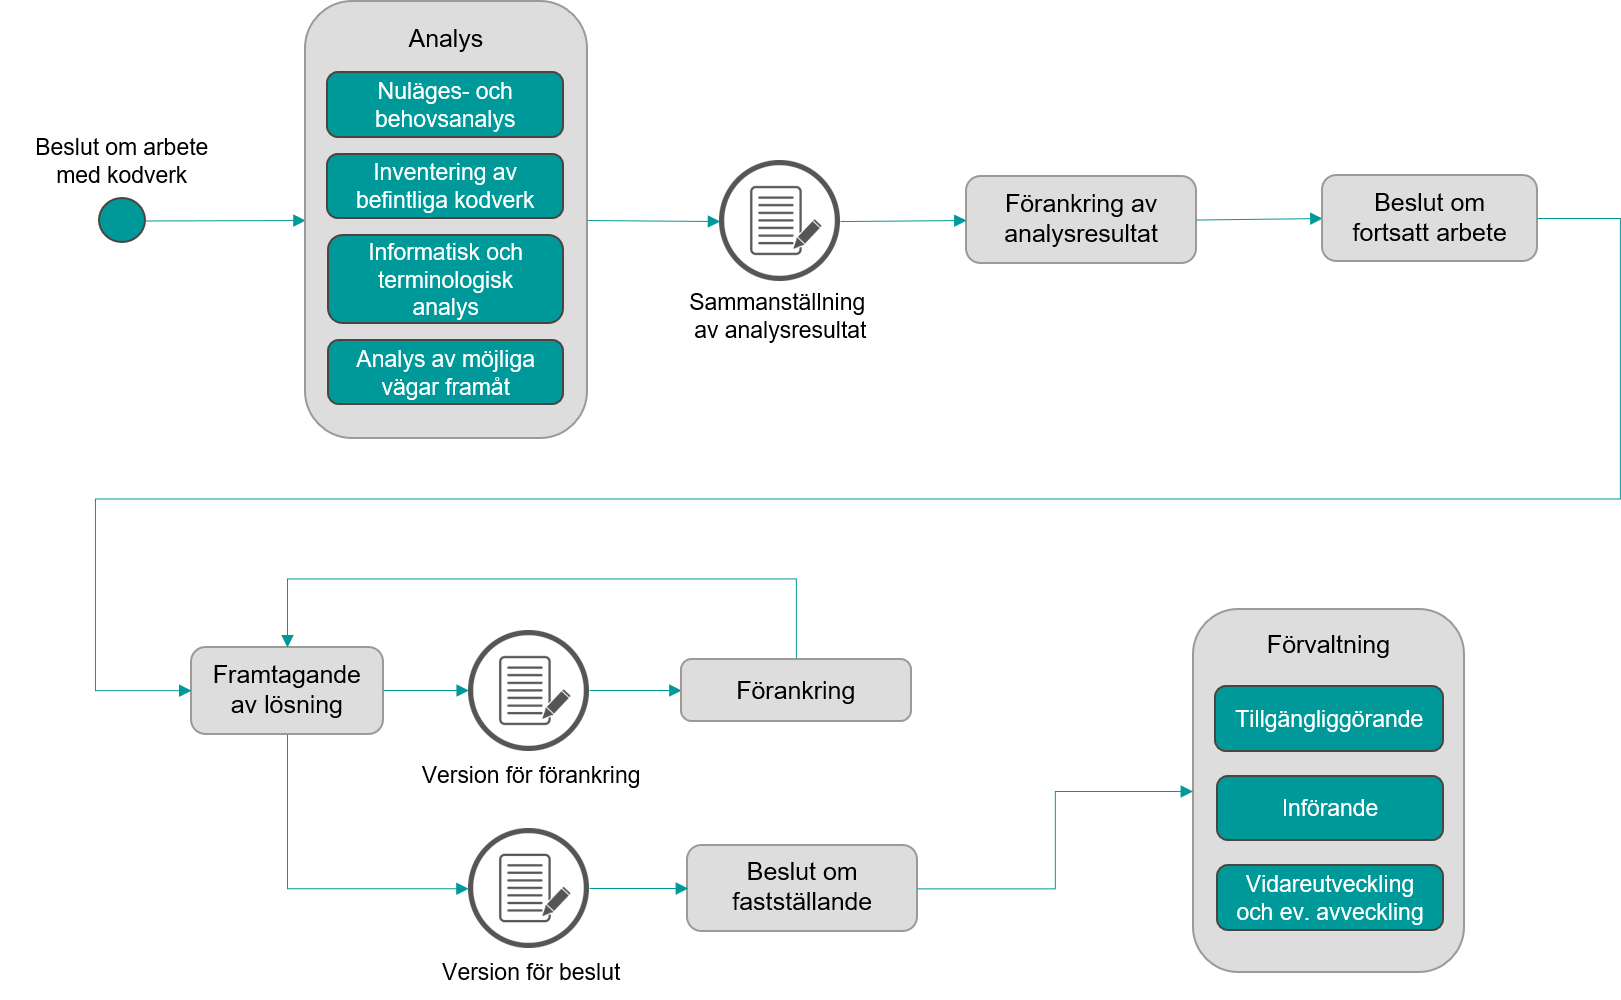 Beslut om arbete
med kodverk
Analys
Nuläges- och
behovsanalys
Inventering av
befintliga kodverk
Informatisk och
terminologisk
analys
Analys av möjliga
vägar framåt
Sammanställning
av analysresultat
Förankring av
analysresultat
Beslut om
fortsatt arbete
Framtagande
av lösning
Version för förankring
Förankring
Version för beslut
Beslut om
fastställande
Förvaltning
Tillgängliggörande
Införande
Vidareutveckling
och ev. avveckling